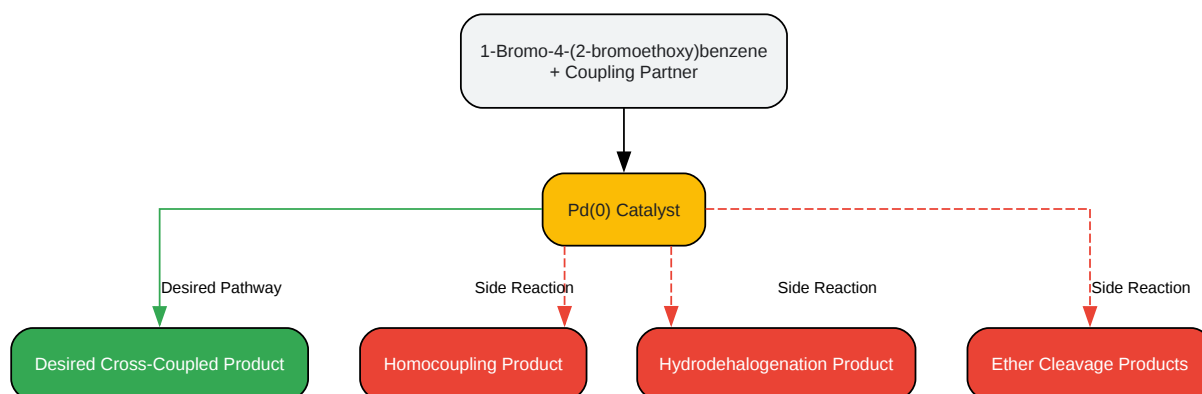 1-Bromo-4-(2-bromoethoxy)benzene
+ Coupling Partner
Pd(0) Catalyst
Desired Pathway
Side Reaction
Side Reaction
Side Reaction
Desired Cross-Coupled Product
Homocoupling Product
Hydrodehalogenation Product
Ether Cleavage Products